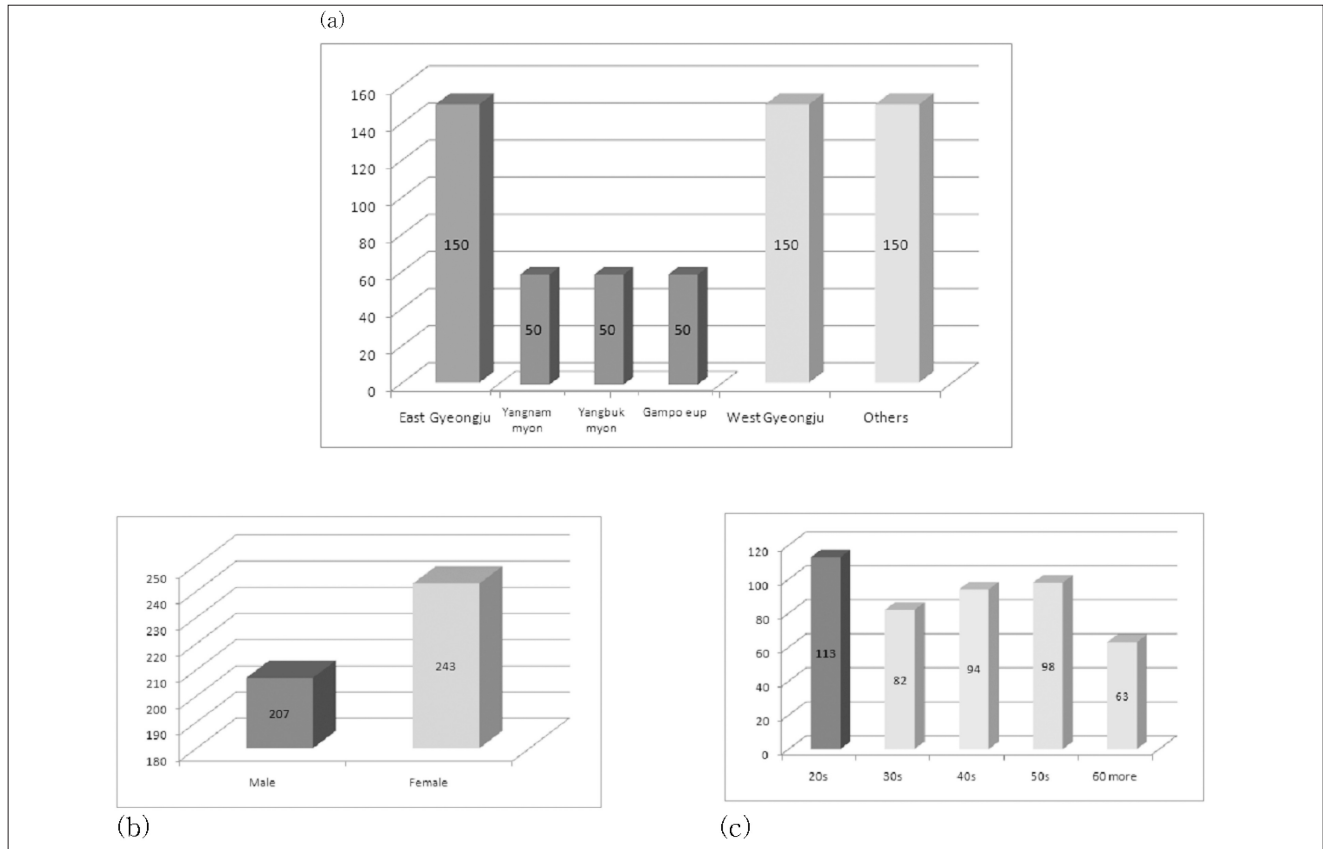 (a)
160
140
120
100
80
60
40
20
0
150
50
50
50
150
150
East Gyeongju
Yangnam
myon
Yangbuk
myon
Gampo eup
West Gyeongju
Others
250
240
230
220
210
200
190
180
207
243
Male
Female
(b)
120
100
80
60
40
20
0
113
82
94
98
63
20s
30s
40s
50s
60 more
(c)